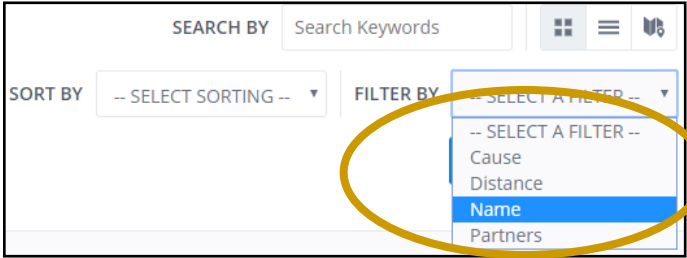 SEARCH BY Search Keywords
SORT BY -- SELECT SORTING -- FILTER BY -- SELECT A FILTER --
-- SELECT A FILTER --
Cause
Distance
Name
Partners